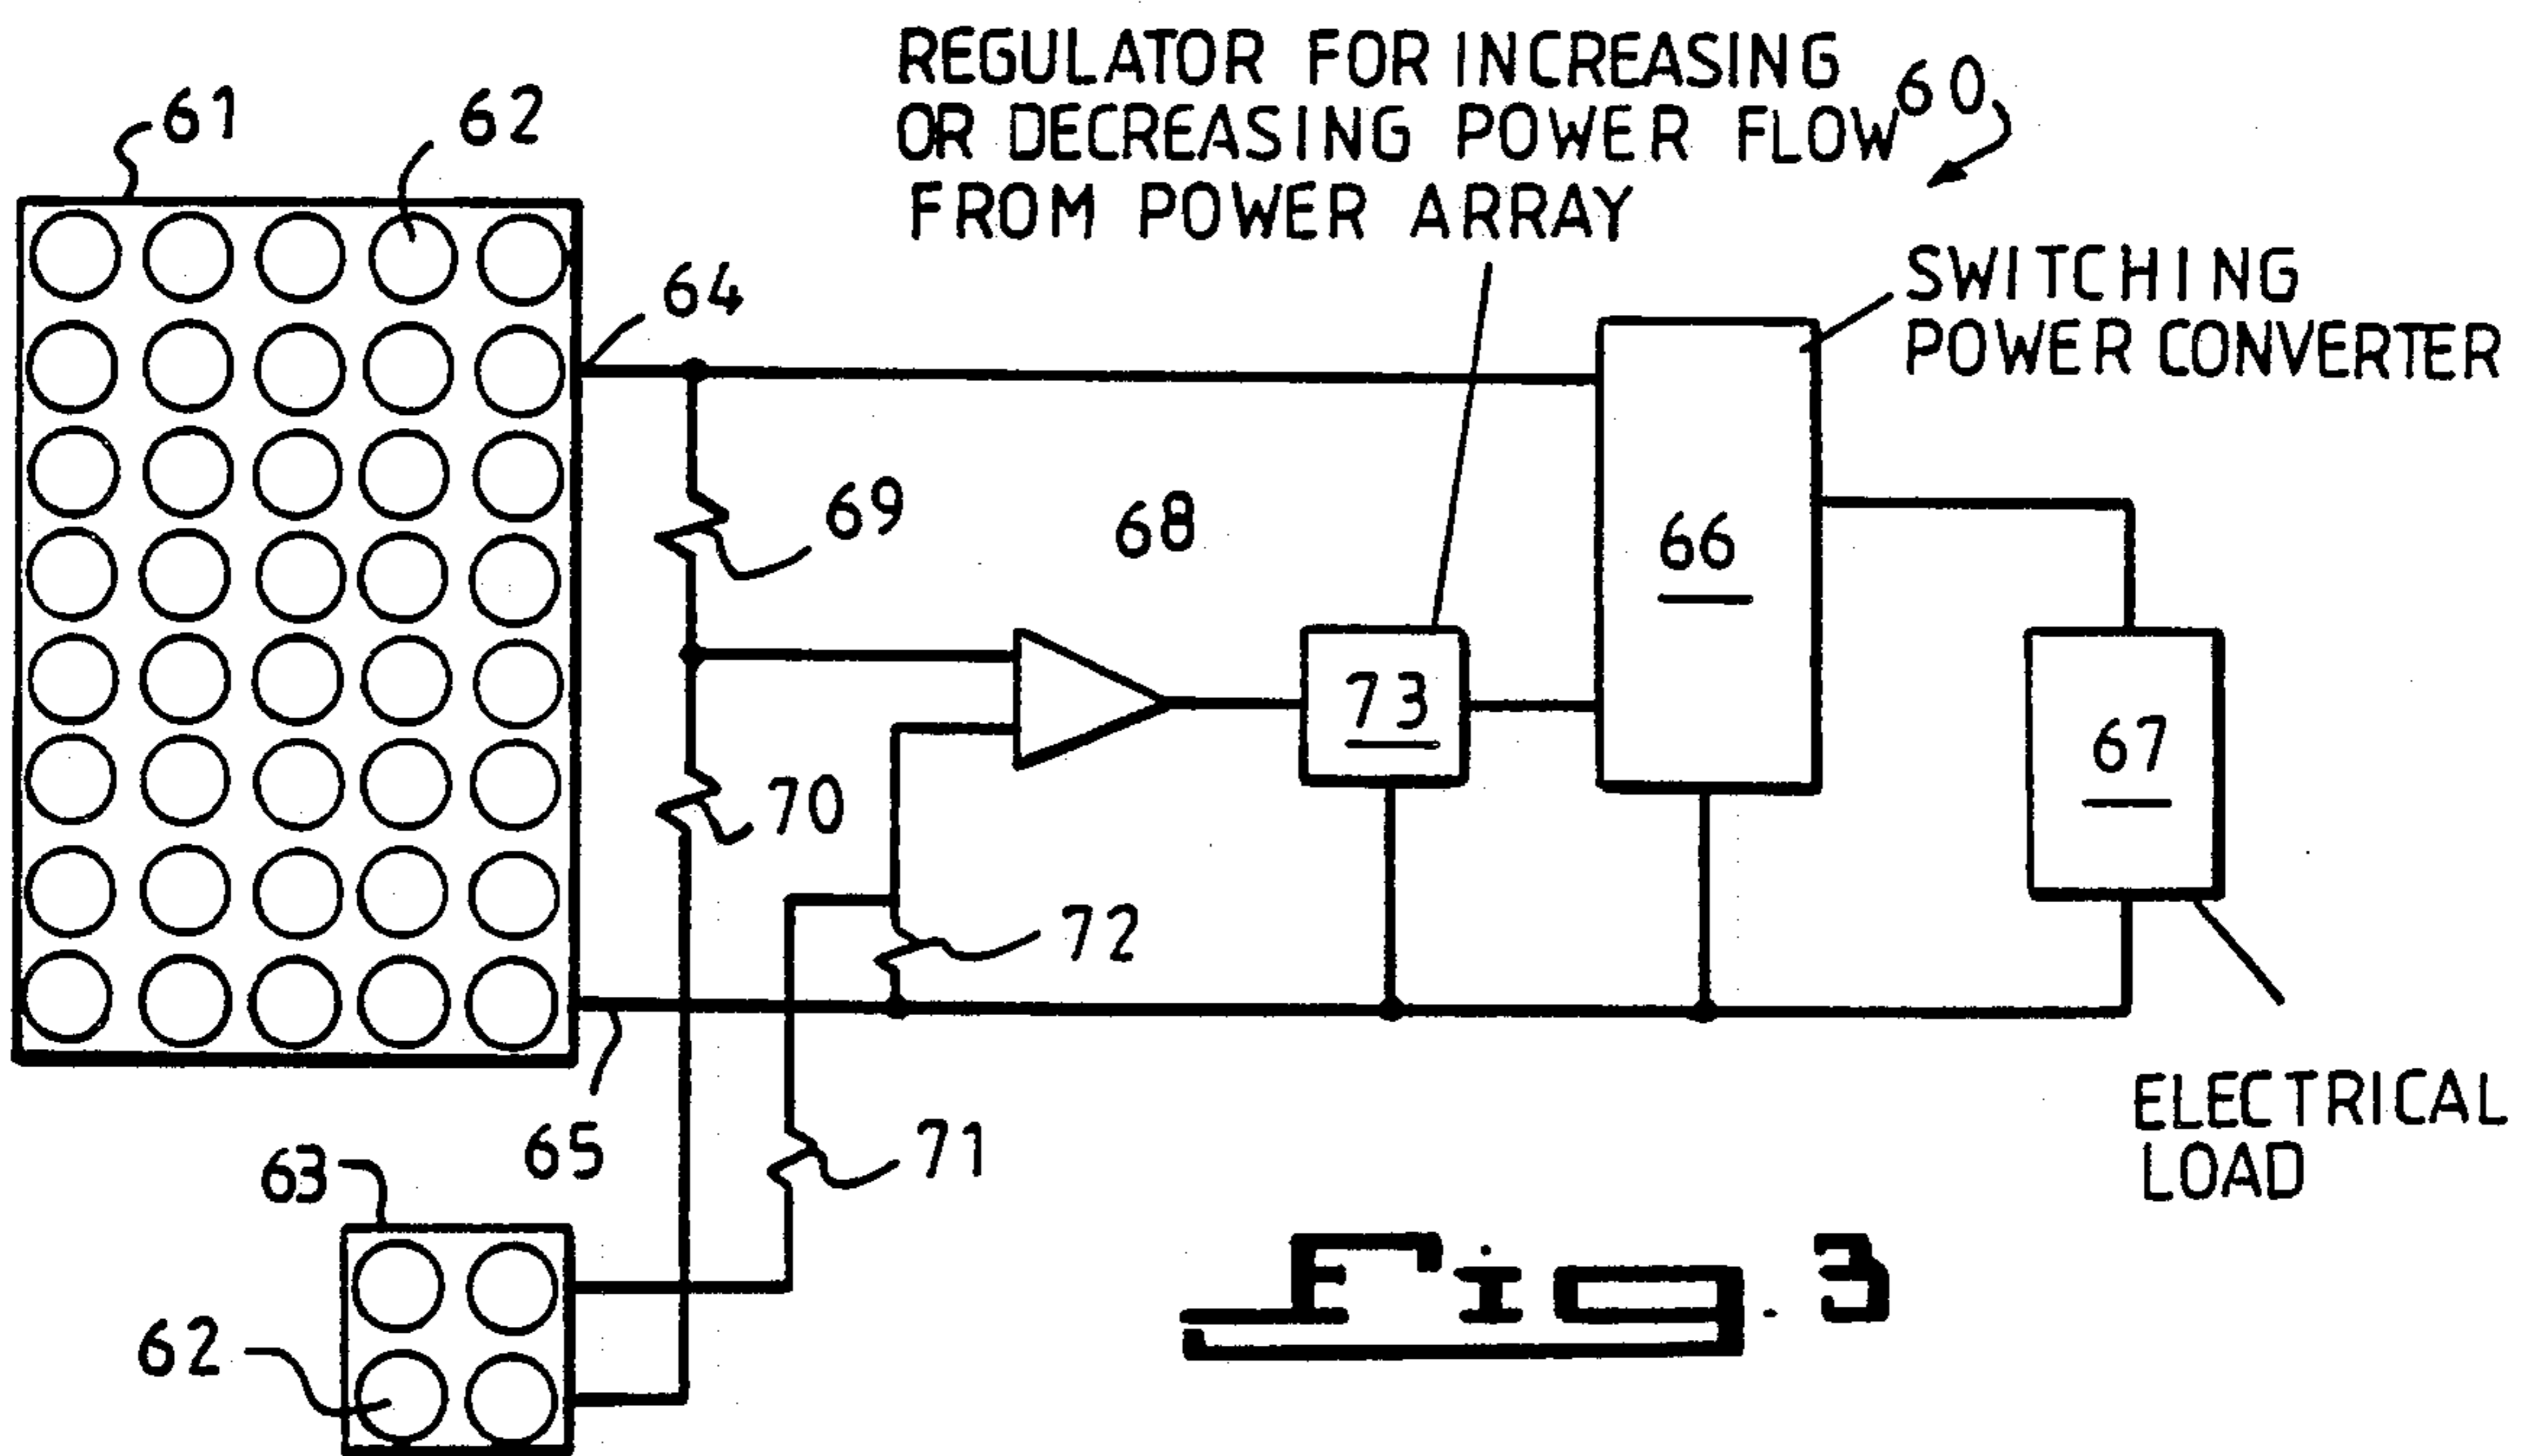 REGULATOR FOR INCREASING
OR DECREASING POWER FLOW
FROM POWER ARRAY
60
61
62
64
SWITCHING
POWER CONVERTER
69
68
66
73
67
70
72
65
71
63
62
ELECTRICAL
LOAD
Fig. 3